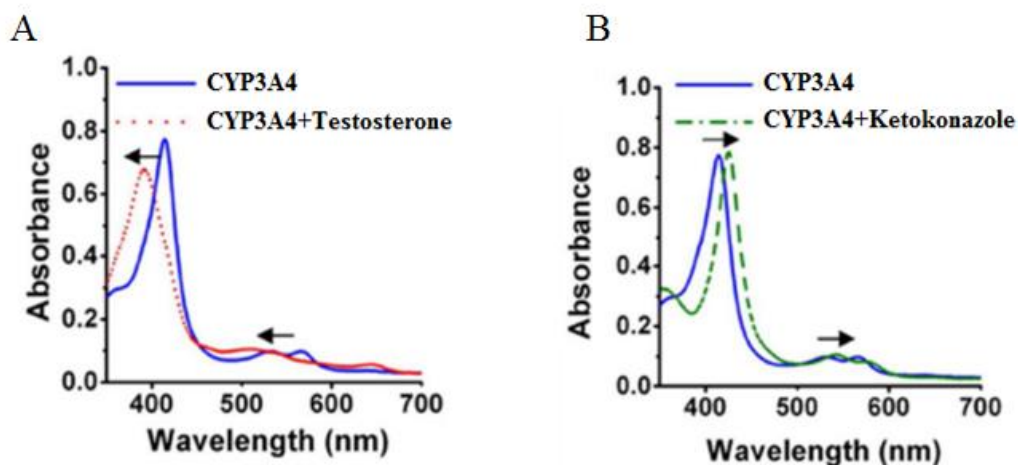 A
CYP3A4
CYP3A4+Testosterone
Absorbance
1.0
0.8
0.6
0.4
0.2
0.0
400
500
600
700
Wavelength (nm)
B
CYP3A4
CYP3A4+Ketokonazole
Absorbance
1.0
0.8
0.6
0.4
0.2
0.0
400
500
600
700
Wavelength (nm)